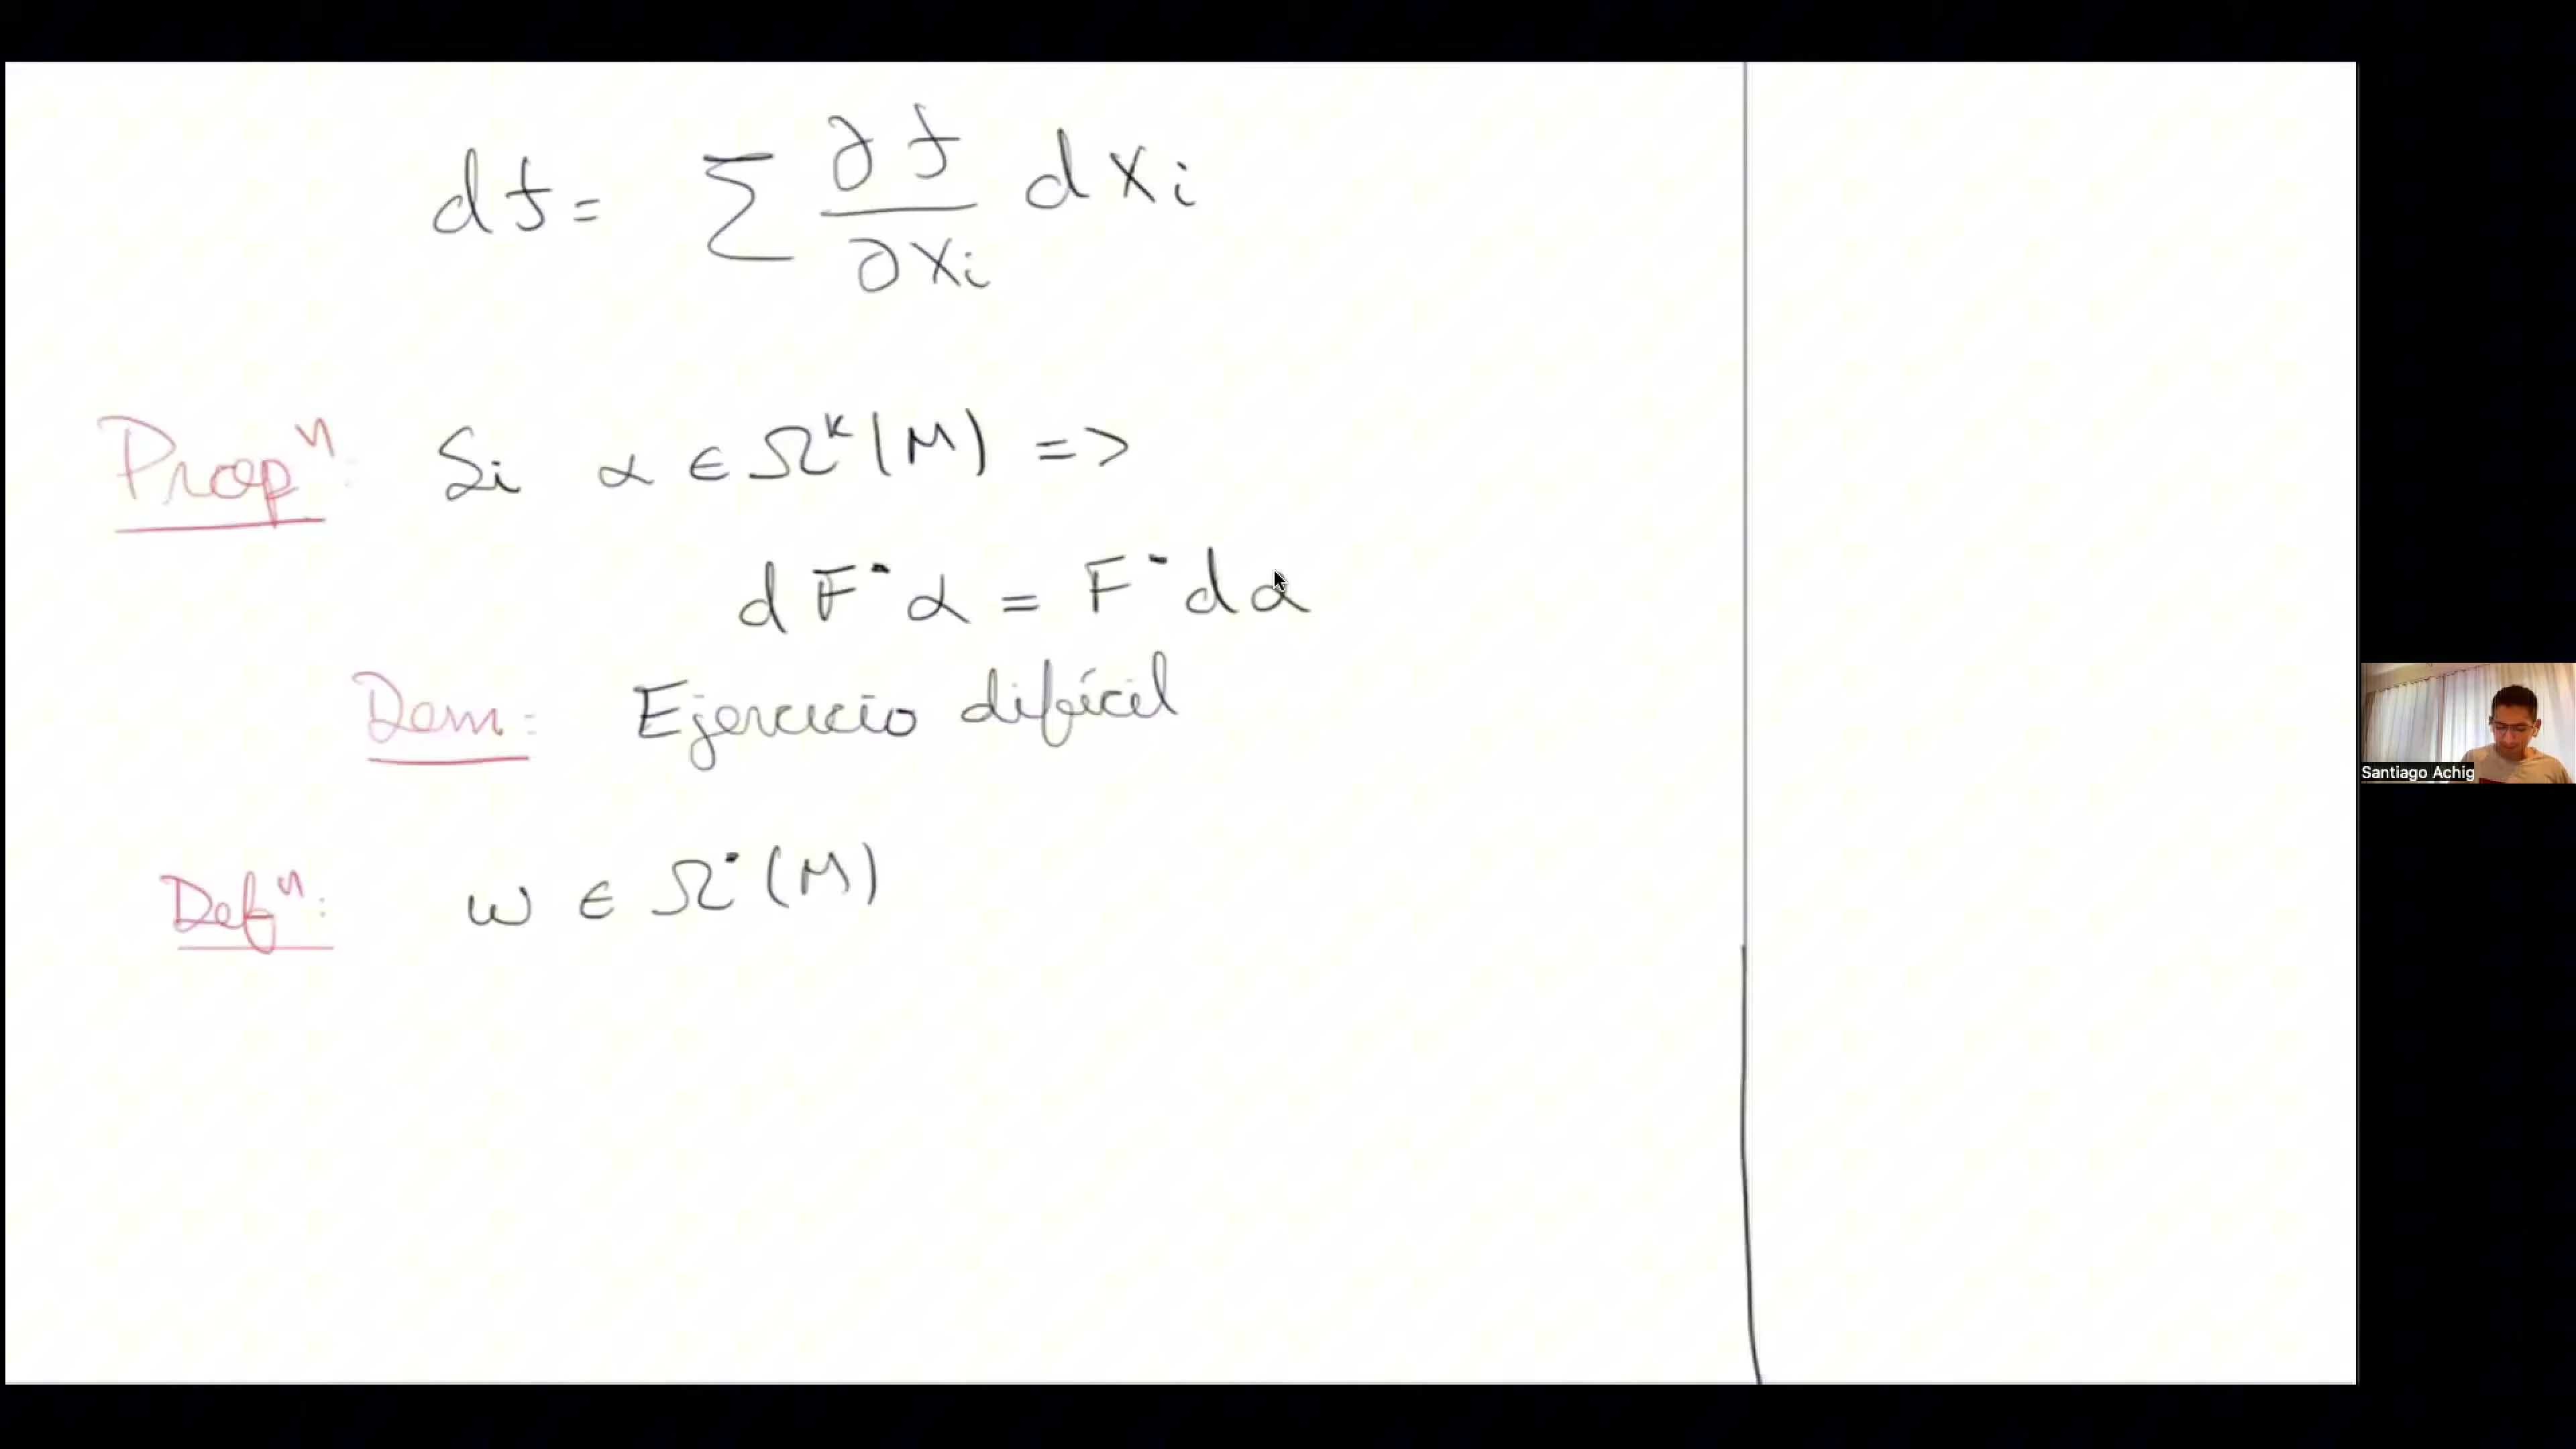 df = ∑ ∂f/∂xi dxi
Propⁿ: Si α ∈ Ωᵏ(M) =>
dF•α = F•dα
Dem: Ejercicio difícil
Defⁿ: w ∈ Ω•(M)
Santiago Achig